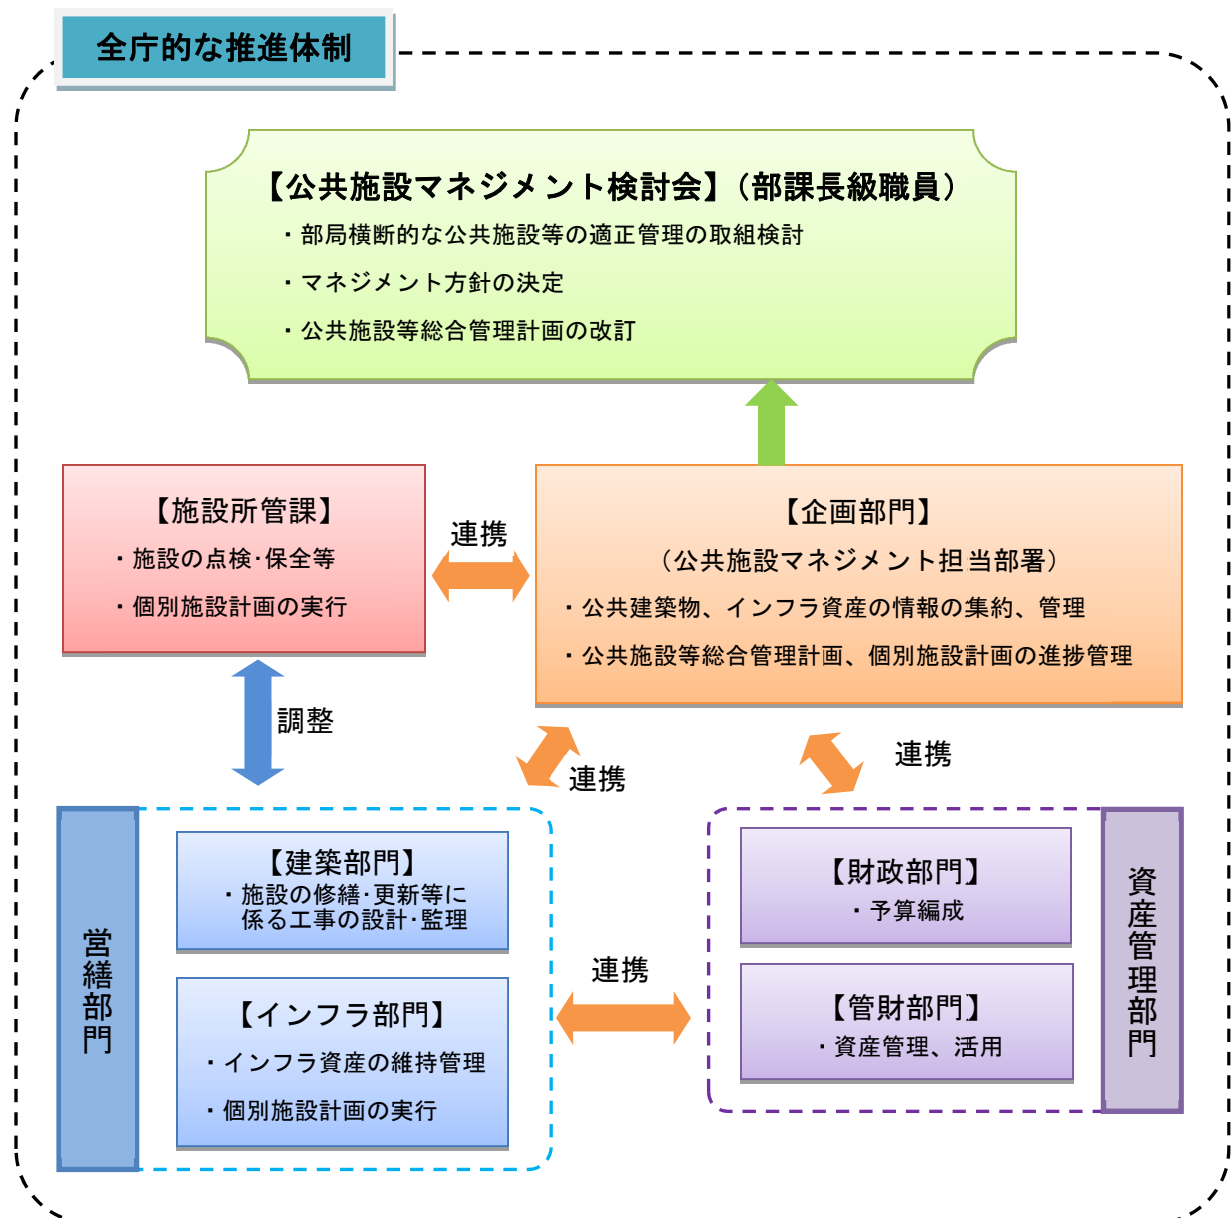 全庁的な推進体制
【公共施設マネジメント検討会】（部課長級職員）
・部局横断的な公共施設等の適正管理の取組検討
・マネジメント方針の決定
・公共施設等総合管理計画の改訂
【施設所管課】
・施設の点検･保全等
・個別施設計画の実行
連携
【企画部門】
（公共施設マネジメント担当部署）
・公共建築物、インフラ資産の情報の集約、管理
・公共施設等総合管理計画、個別施設計画の進捗管理
調整
連携
連携
営繕部門
【建築部門】
・施設の修繕･更新等に
係る工事の設計･監理
【インフラ部門】
・インフラ資産の維持管理
・個別施設計画の実行
連携
【財政部門】
・予算編成
【管財部門】
・資産管理、活用
資産管理部門